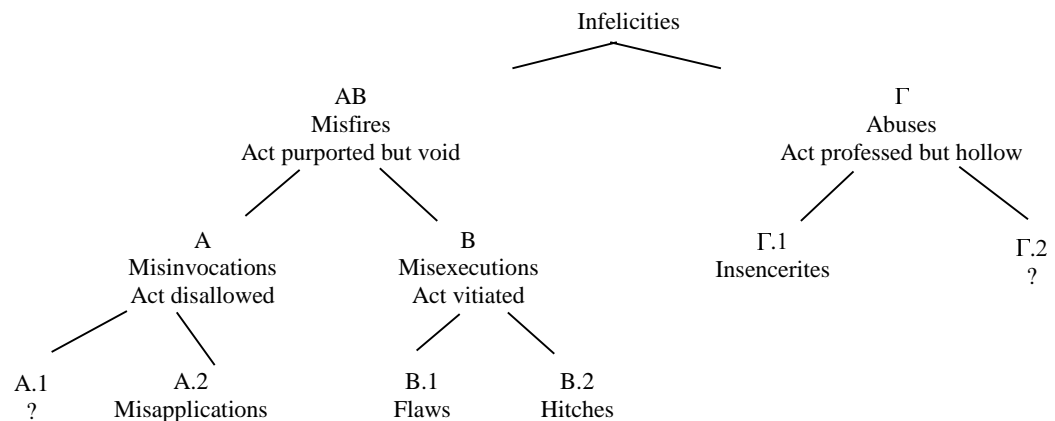 Infelicities
AB
Misfires
Act purported but void
Γ
Abuses
Act professed but hollow
A
Misinvocations
Act disallowed
B
Misexecutions
Act vitiated
Γ.1
Insencerites
Γ.2
?
A.1
?
A.2
Misapplications
B.1
Flaws
B.2
Hitches